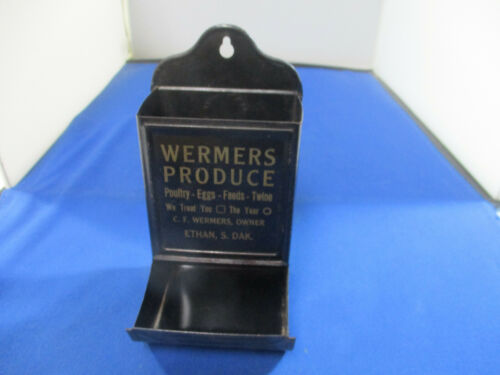 WERMERS
PRODUCE
Poultry - Eggs - Feeds - Twine
We Treat You □ The Year O
C. F. WERMERS, OWNER
ETHAN, S. DAK.